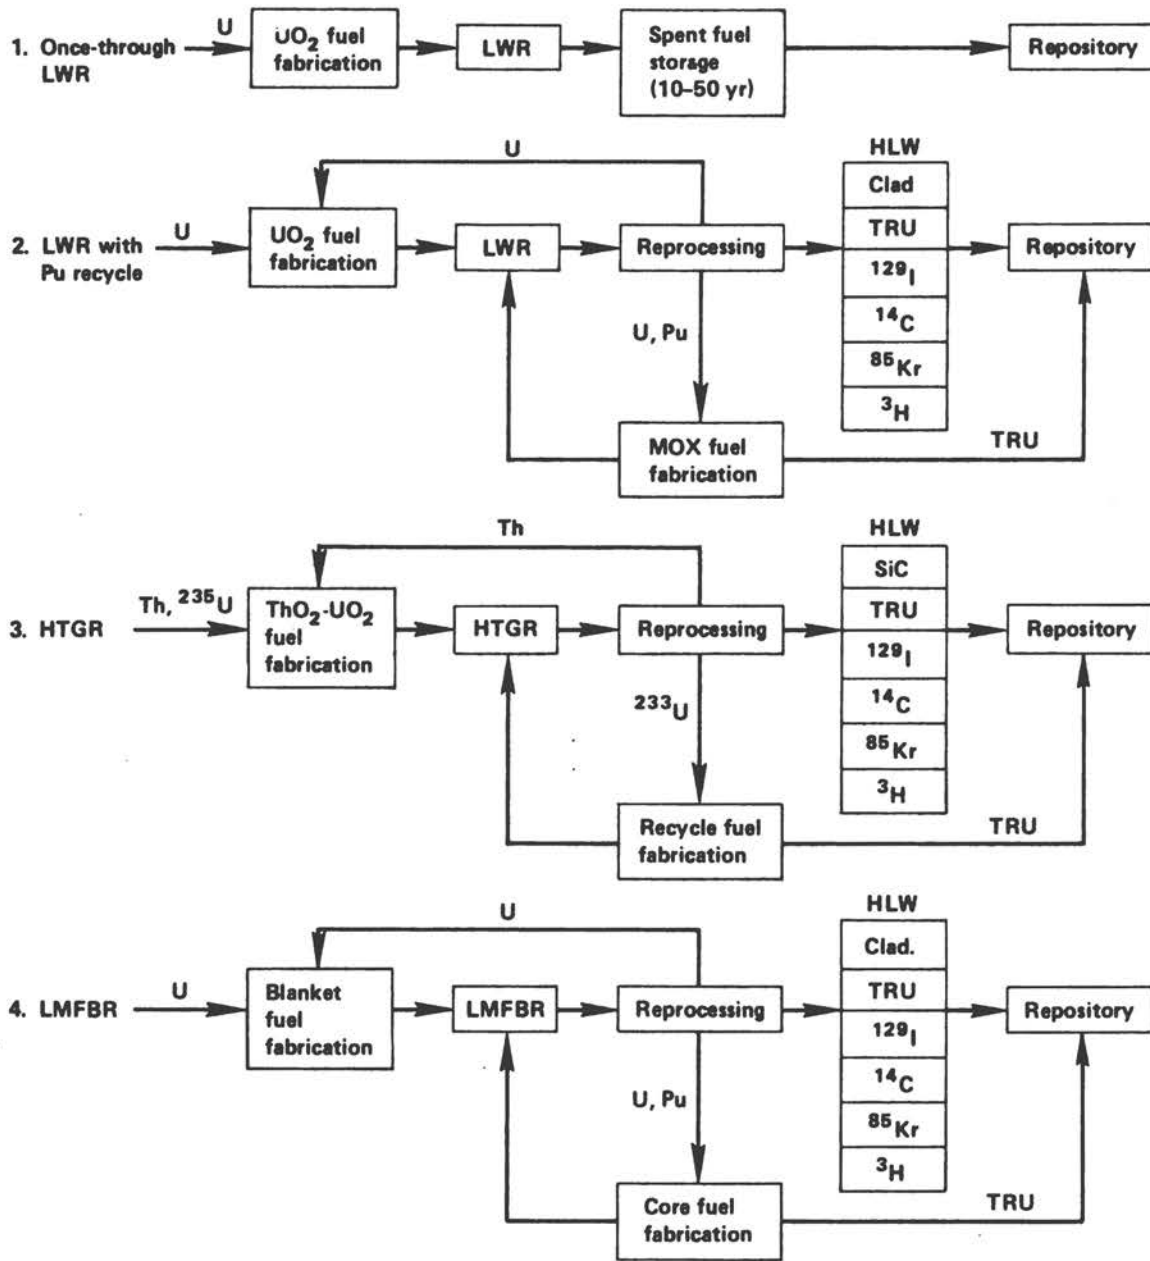 1. Once-through
LWR
U
UO₂ fuel
fabrication
LWR
Spent fuel
storage
(10–50 yr)
Repository
2. LWR with
Pu recycle
U
UO₂ fuel
fabrication
U
LWR
Reprocessing
U, Pu
MOX fuel
fabrication
HLW
Clad
TRU
¹²⁹I
¹⁴C
⁸⁵Kr
³H
TRU
Repository
3. HTGR
Th, ²³⁵U
ThO₂-UO₂
fuel
fabrication
Th
HTGR
Reprocessing
²³³U
Recycle fuel
fabrication
HLW
SiC
TRU
¹²⁹I
¹⁴C
⁸⁵Kr
³H
TRU
Repository
4. LMFBR
U
Blanket
fuel
fabrication
U
LMFBR
Reprocessing
U, Pu
Core fuel
fabrication
HLW
Clad.
TRU
¹²⁹I
¹⁴C
⁸⁵Kr
³H
TRU
Repository